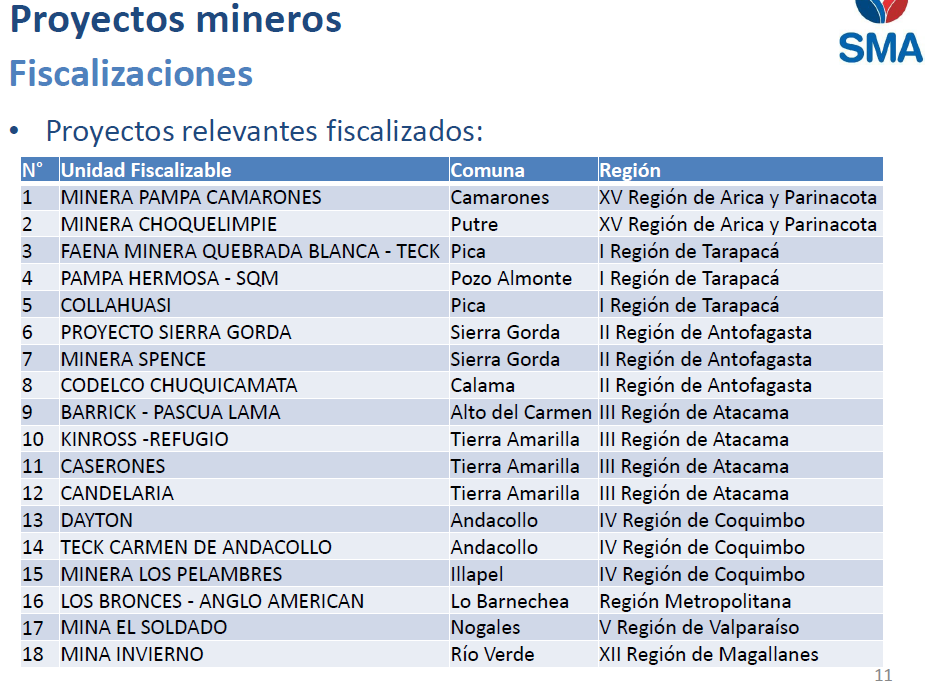 Proyectos mineros
SMA
Fiscalizaciones
• Proyectos relevantes fiscalizados:
N° Unidad Fiscalizable Comuna Región
1 MINERA PAMPA CAMARONES Camarones XV Región de Arica y Parinacota
2 MINERA CHOQUELIMPIE Putre XV Región de Arica y Parinacota
3 FAENA MINERA QUEBRADA BLANCA - TECK Pica I Región de Tarapacá
4 PAMPA HERMOSA - SQM Pozo Almonte I Región de Tarapacá
5 COLLAHUASI Pica I Región de Tarapacá
6 PROYECTO SIERRA GORDA Sierra Gorda II Región de Antofagasta
7 MINERA SPENCE Sierra Gorda II Región de Antofagasta
8 CODELCO CHUQUICAMATA Calama II Región de Antofagasta
9 BARRICK - PASCUA LAMA Alto del Carmen III Región de Atacama
10 KINROSS -REFUGIO Tierra Amarilla III Región de Atacama
11 CASERONES Tierra Amarilla III Región de Atacama
12 CANDELARIA Tierra Amarilla III Región de Atacama
13 DAYTON Andacollo IV Región de Coquimbo
14 TECK CARMEN DE ANDACOLLO Andacollo IV Región de Coquimbo
15 MINERA LOS PELAMBRES Illapel IV Región de Coquimbo
16 LOS BRONCES - ANGLO AMERICAN Lo Barnechea Región Metropolitana
17 MINA EL SOLDADO Nogales V Región de Valparaíso
18 MINA INVIERNO Río Verde XII Región de Magallanes
11